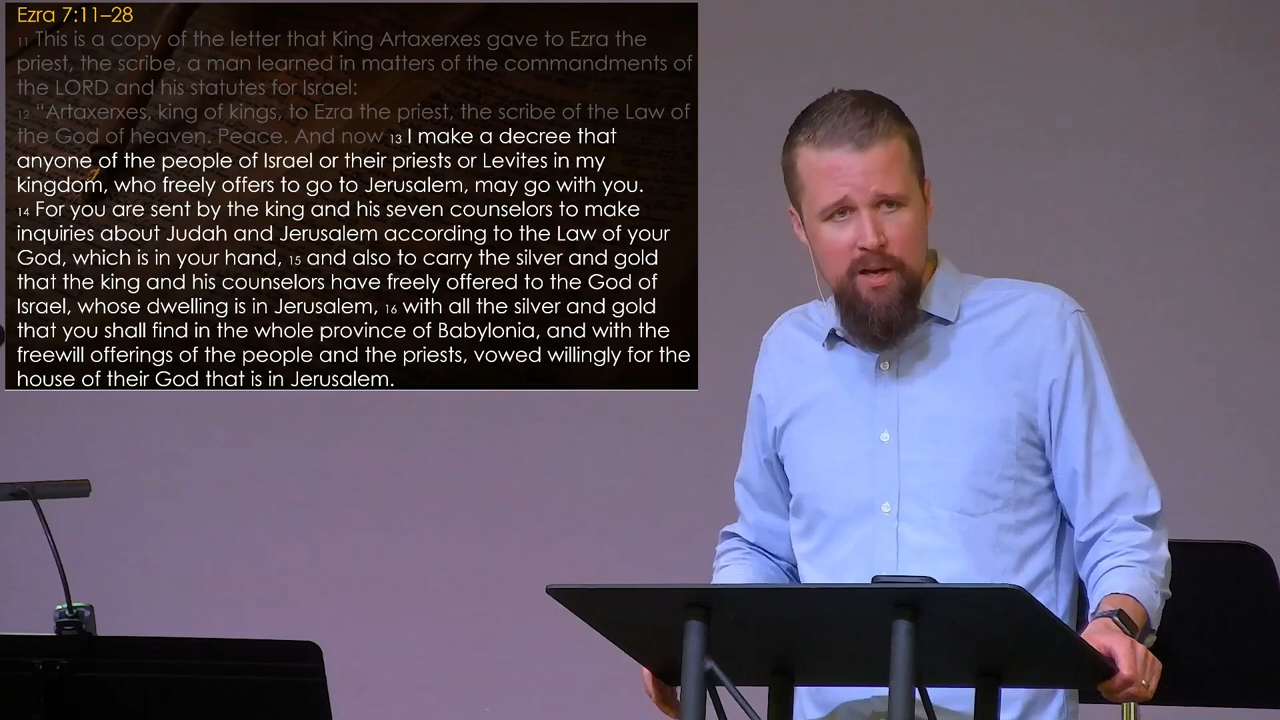 Ezra 7:11–28
11 This is a copy of the letter that King Artaxerxes gave to Ezra the
priest, the scribe, a man learned in matters of the commandments of
the LORD and his statutes for Israel:
12 “Artaxerxes, king of kings, to Ezra the priest, the scribe of the Law of
the God of heaven. Peace. And now 13 I make a decree that
anyone of the people of Israel or their priests or Levites in my
kingdom, who freely offers to go to Jerusalem, may go with you.
14 For you are sent by the king and his seven counselors to make
inquiries about Judah and Jerusalem according to the Law of your
God, which is in your hand, 15 and also to carry the silver and gold
that the king and his counselors have freely offered to the God of
Israel, whose dwelling is in Jerusalem, 16 with all the silver and gold
that you shall find in the whole province of Babylonia, and with the
freewill offerings of the people and the priests, vowed willingly for the
house of their God that is in Jerusalem.